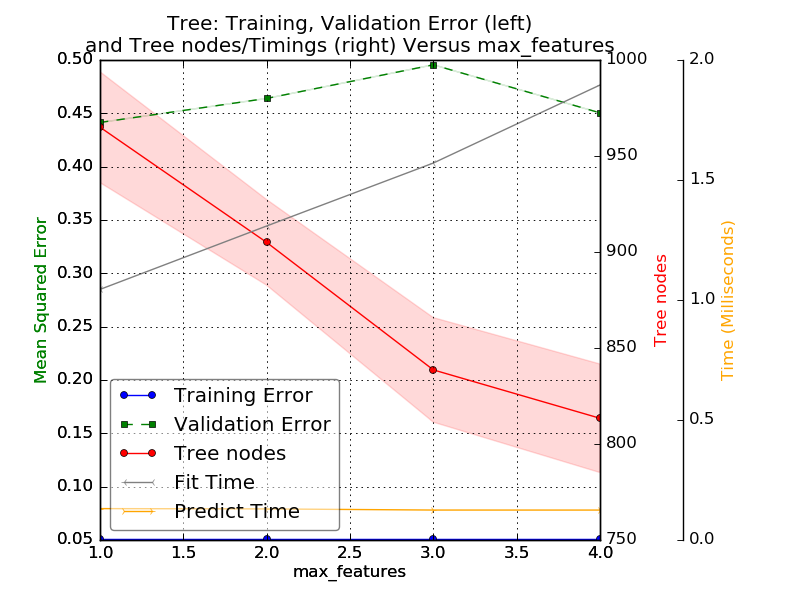 Tree: Training, Validation Error (left)
and Tree nodes/Timings (right) Versus max_features
0.50
0.45
0.40
0.35
0.30
0.25
0.20
0.15
0.10
0.05
Mean Squared Error
1.0
1.5
2.0
2.5
3.0
3.5
4.0
max_features
Training Error
Validation Error
Tree nodes
Fit Time
Predict Time
1000
950
900
850
800
750
Tree nodes
2.0
1.5
1.0
0.5
0.0
Time (Milliseconds)